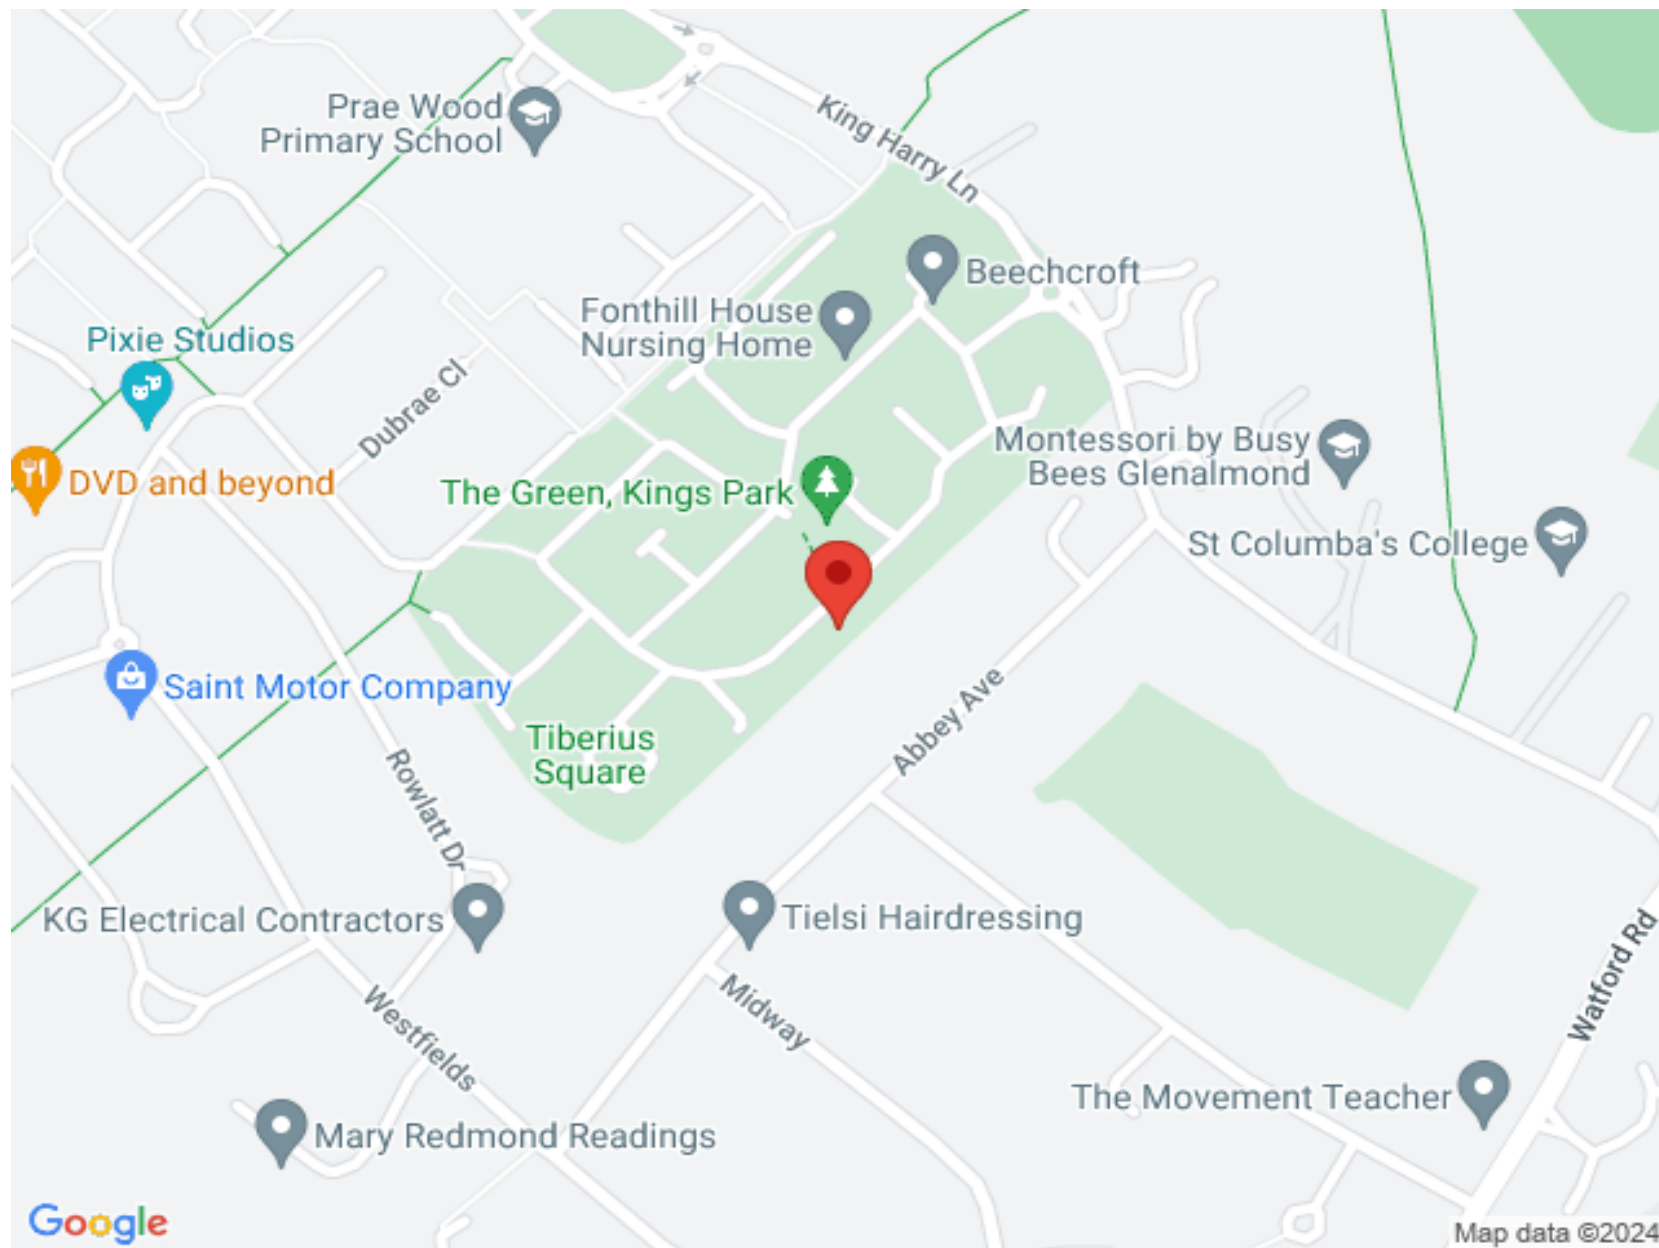 Prae Wood
Primary School
King Harry Ln
Beechcroft
Fonthill House
Nursing Home
Pixie Studios
Dubrae Cl
DVD and beyond
The Green, Kings Park
Montessori by Busy
Bees Glenalmond
St Columba's College
Saint Motor Company
Tiberius
Square
Abbey Ave
Rowlatt Dr
KG Electrical Contractors
Tielsi Hairdressing
Watford Rd
Midway
Westfields
The Movement Teacher
Mary Redmond Readings
Google
Map data ©2024